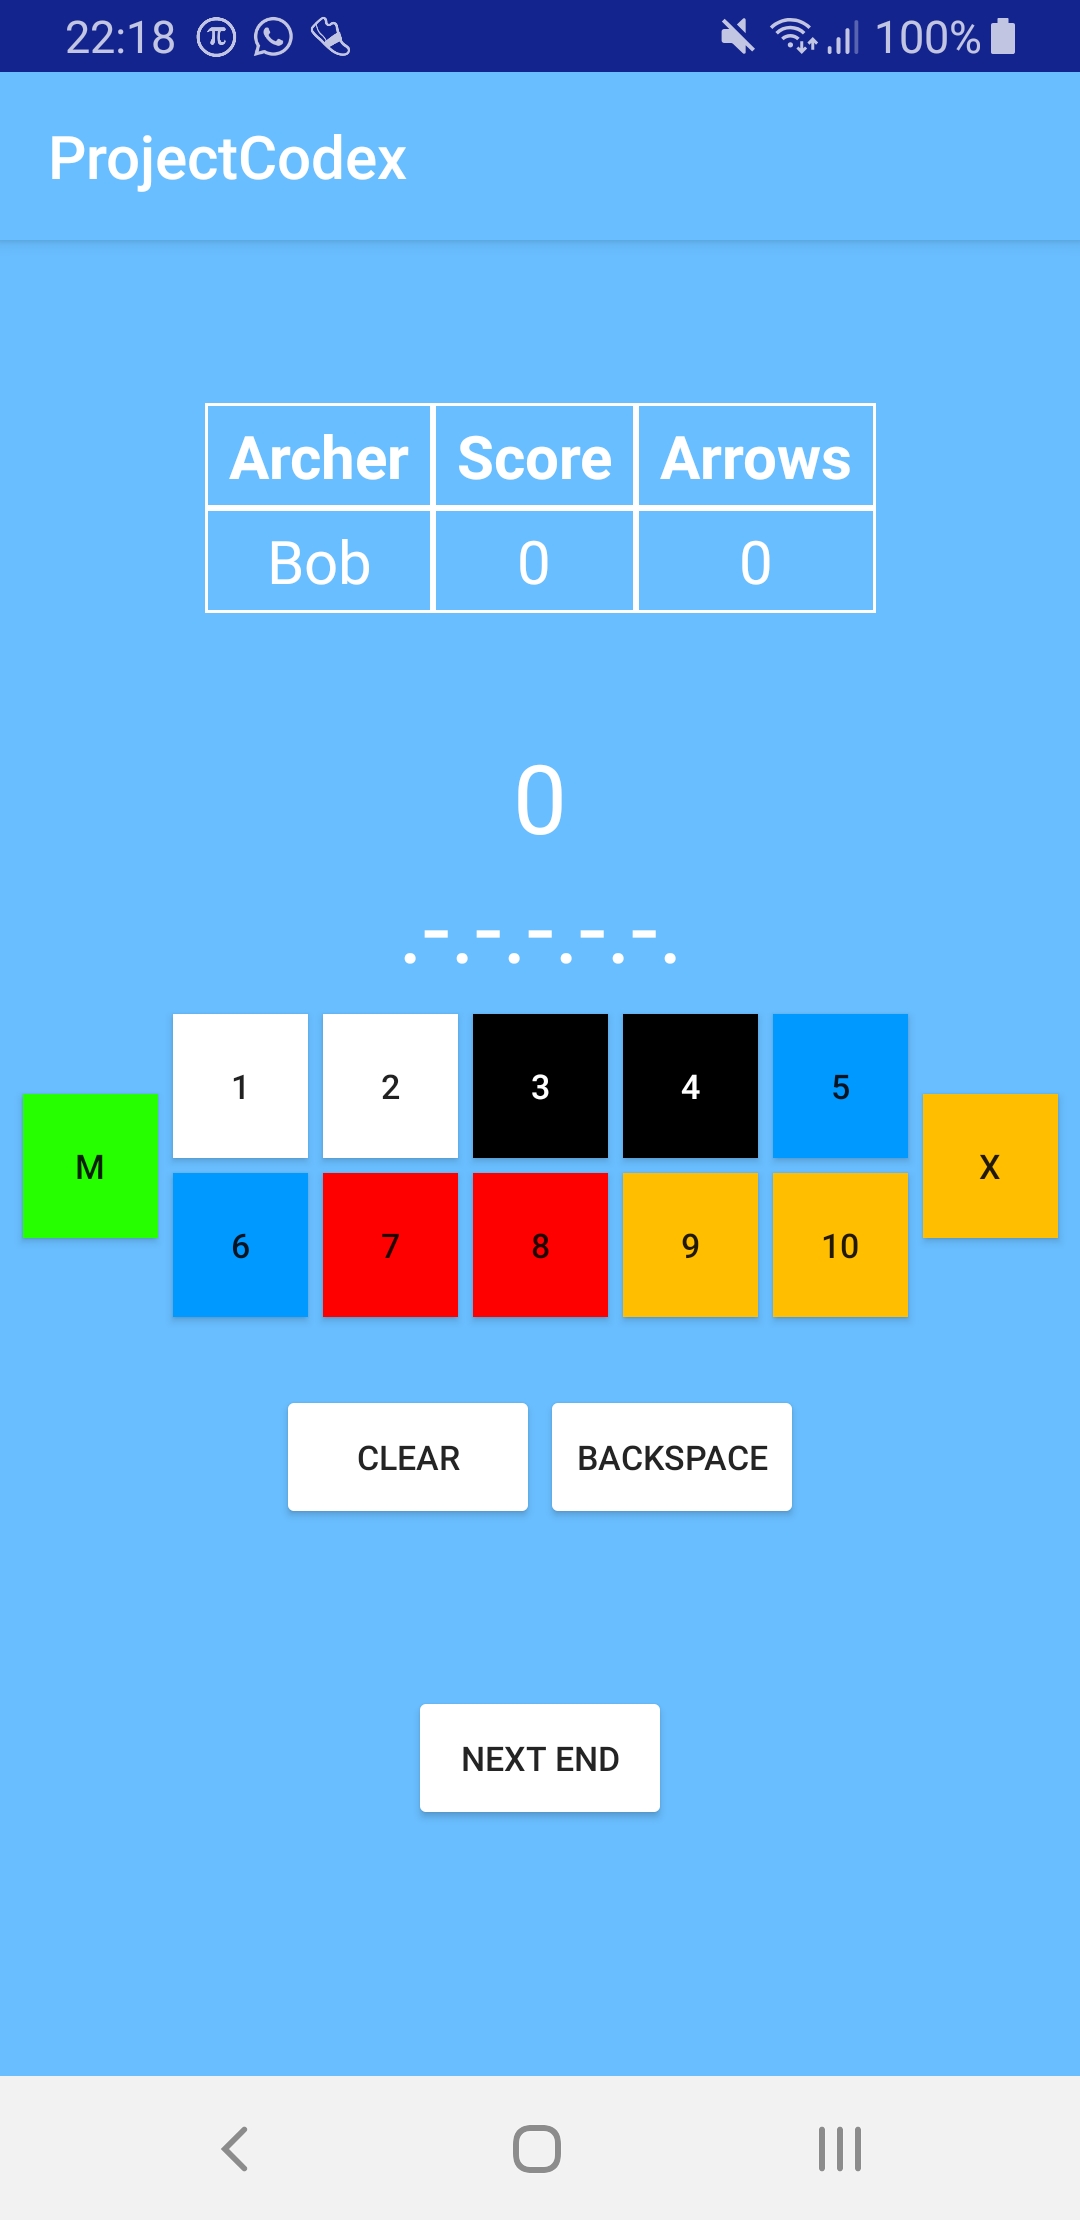 22:18 100%
ProjectCodex
Archer Score Arrows
Bob 0 0
0
.-.-.-.-.-.
1 2 3 4 5
M X
6 7 8 9 10
CLEAR BACKSPACE
NEXT END